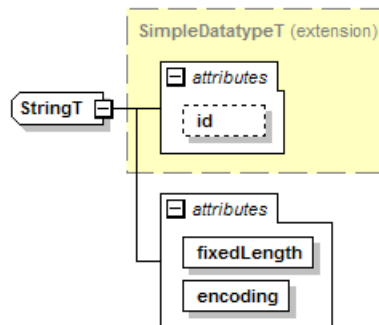 SimpleDatatypeT (extension)
attributes
StringT
id
attributes
fixedLength
encoding